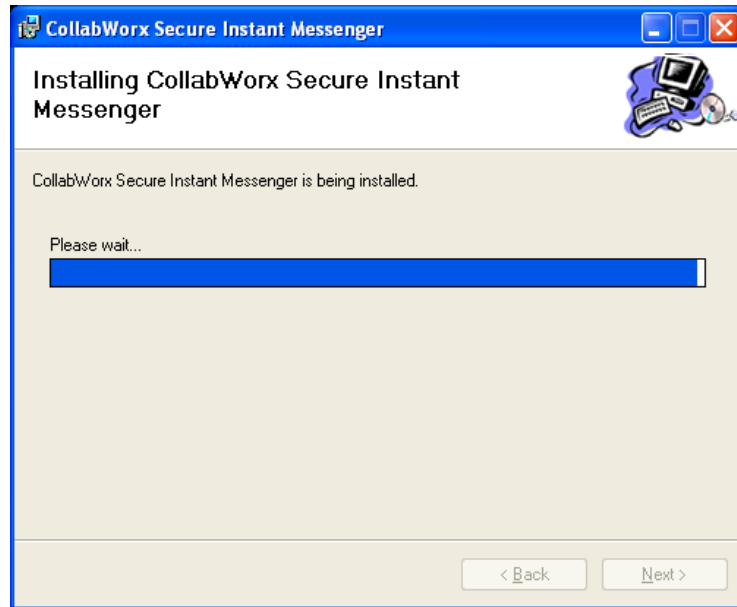 CollabWorx Secure Instant Messenger
Installing CollabWorx Secure Instant
Messenger
CollabWorx Secure Instant Messenger is being installed.
Please wait...
< Back
Next >